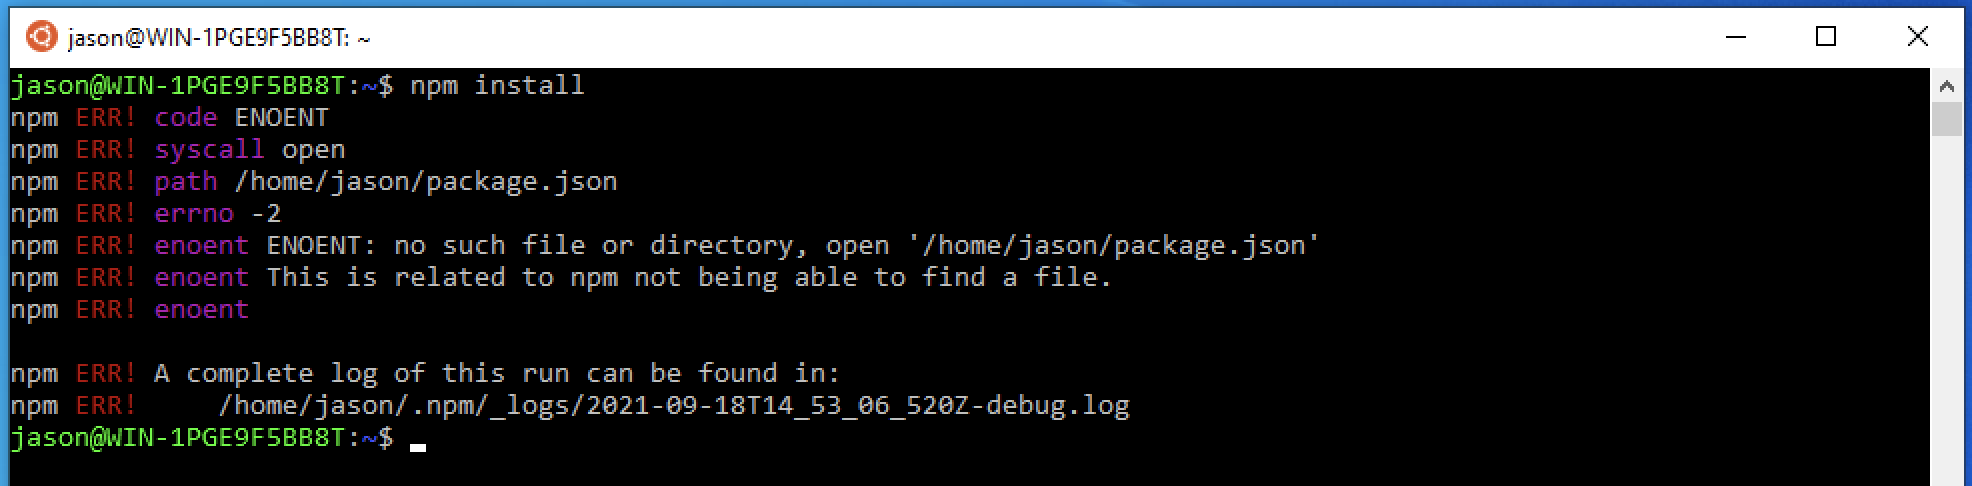 jason@WIN-1PGE9F5BB8T: ~
jason@WIN-1PGE9F5BB8T:~$ npm install
npm ERR! code ENOENT
npm ERR! syscall open
npm ERR! path /home/jason/package.json
npm ERR! errno -2
npm ERR! enoent ENOENT: no such file or directory, open '/home/jason/package.json'
npm ERR! enoent This is related to npm not being able to find a file.
npm ERR! enoent
npm ERR! A complete log of this run can be found in:
npm ERR!     /home/jason/.npm/_logs/2021-09-18T14_53_06_520Z-debug.log
jason@WIN-1PGE9F5BB8T:~$